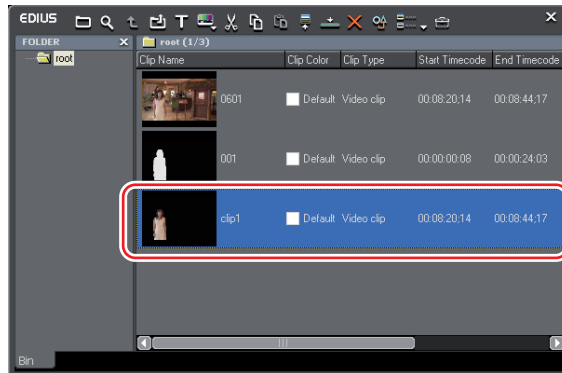 EDIUS
FOLDER X root (1/3)
root
Clip Name Clip Color Clip Type Start Timecode End Timecode
0601 Default Video clip 00:08:20;14 00:08:44;17
001 Default Video clip 00:00:00:08 00:00:24:03
clip1 Default Video clip 00:08:20;14 00:08:44;17
Bin